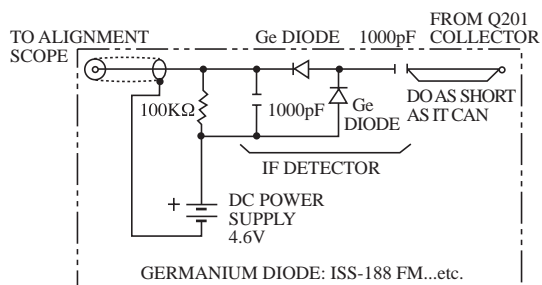 TO ALIGNMENT
SCOPE
Ge DIODE
1000pF
FROM Q201
COLLECTOR
100KΩ
1000pF
Ge
DIODE
DO AS SHORT
AS IT CAN
IF DETECTOR
+
DC POWER
SUPPLY
4.6V
GERMANIUM DIODE: ISS-188 FM...etc.